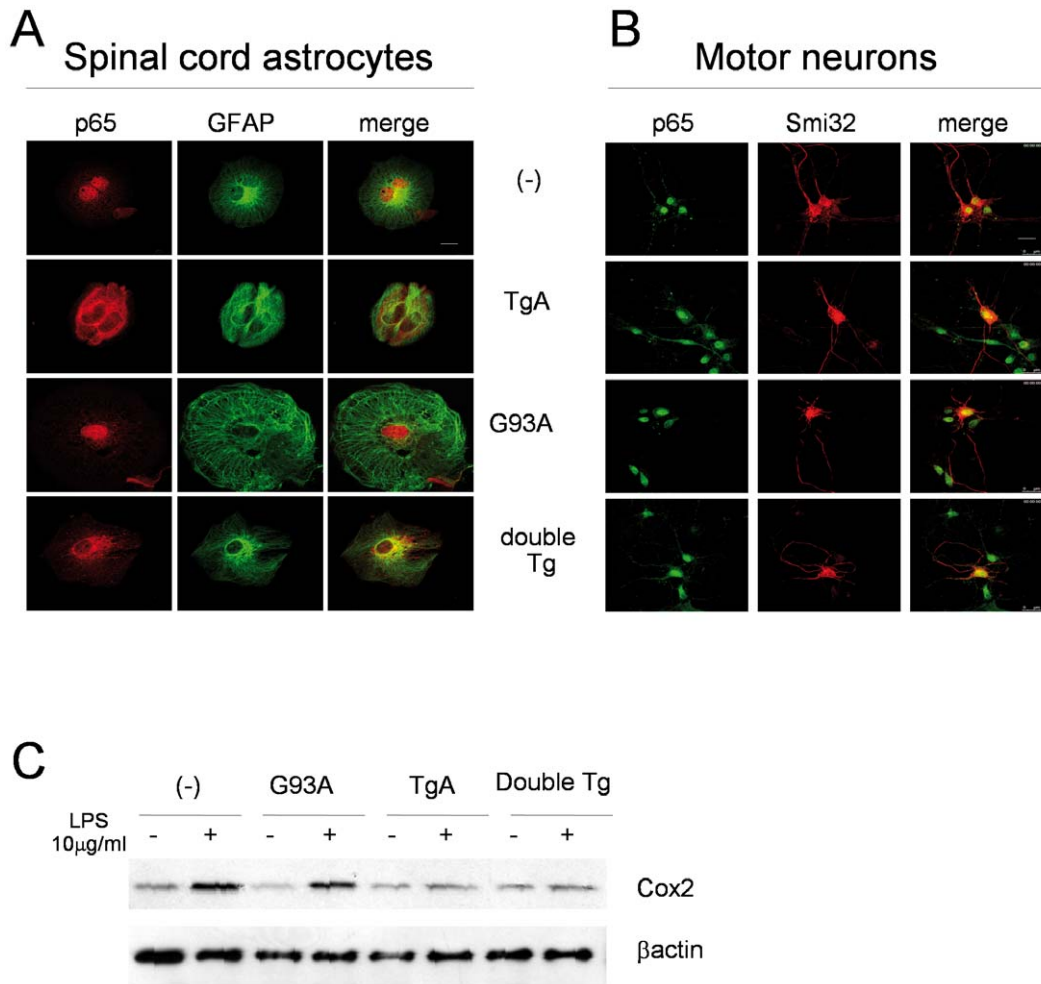 A
Spinal cord astrocytes
p65 GFAP merge
(-)
TgA
G93A
double
Tg
B
Motor neurons
p65 Smi32 merge
C
(-) G93A TgA Double Tg
LPS
10μg/ml
- + - + - + - +
Cox2
βactin